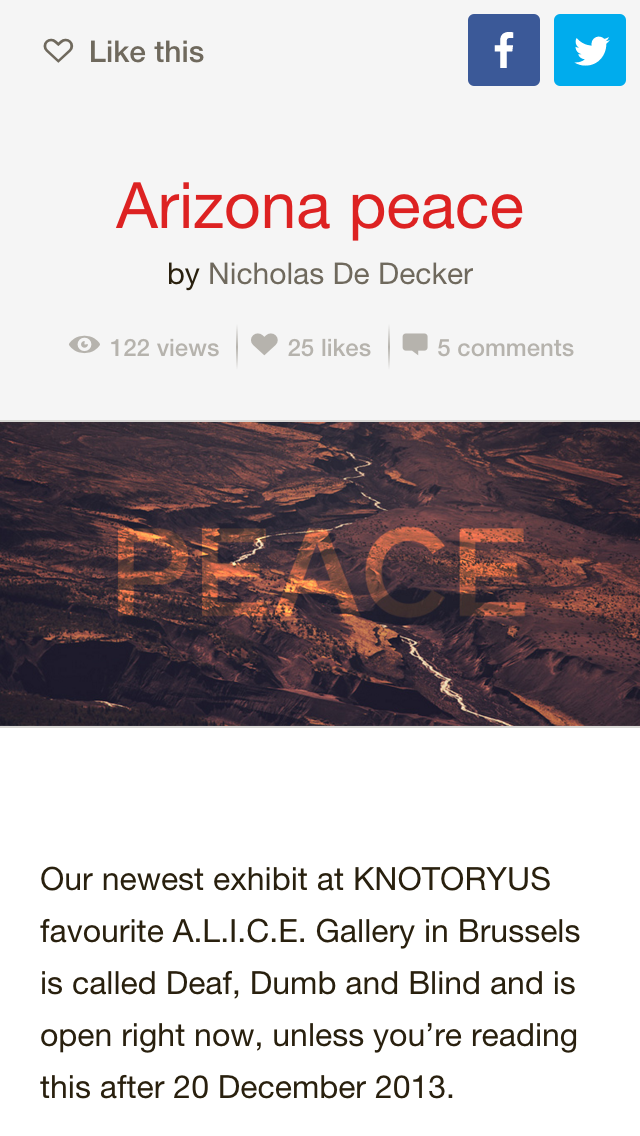 Like this
Arizona peace
by Nicholas De Decker
122 views 25 likes 5 comments
PEACE
Our newest exhibit at KNOTORYUS
favourite A.L.I.C.E. Gallery in Brussels
is called Deaf, Dumb and Blind and is
open right now, unless you’re reading
this after 20 December 2013.